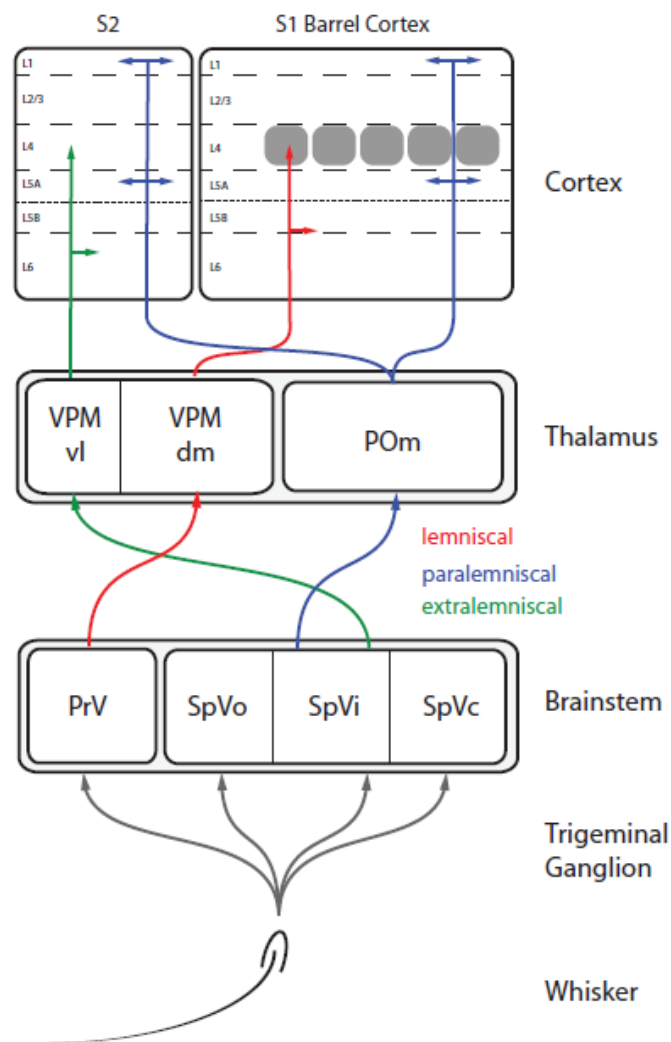 S2
S1 Barrel Cortex
L1
L2/3
L4
L5A
L5B
L6
L1
L2/3
L4
L5A
L5B
L6
Cortex
VPM
vl
VPM
dm
POm
Thalamus
lemniscal
paralemniscal
extralemniscal
PrV
SpVo
SpVi
SpVc
Brainstem
Trigeminal
Ganglion
Whisker